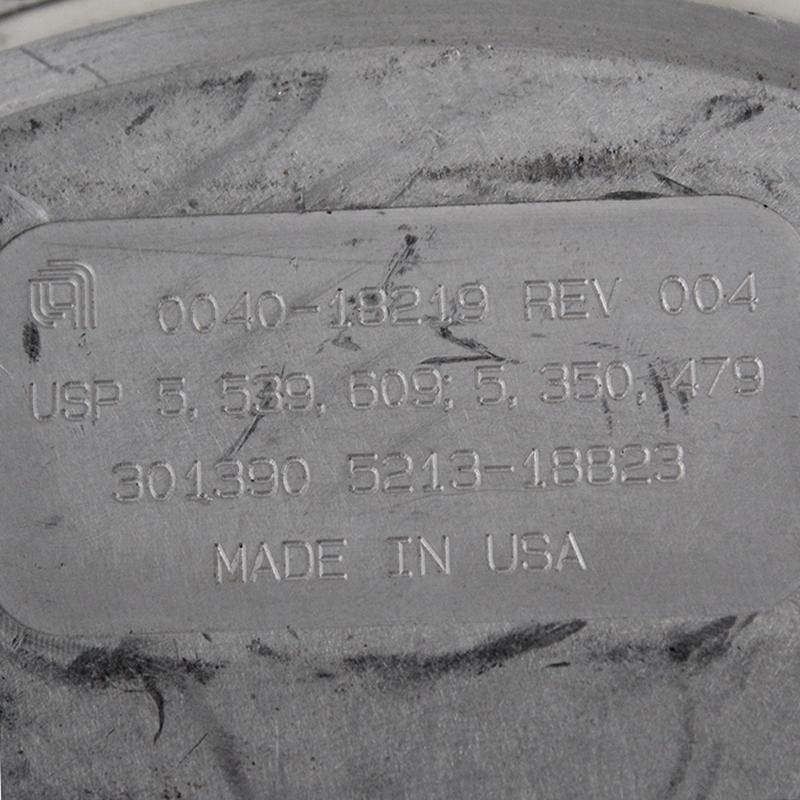 0040-18219 REV 004
USP 5, 539, 609; 5, 350, 479
301390 5213-18823
MADE IN USA